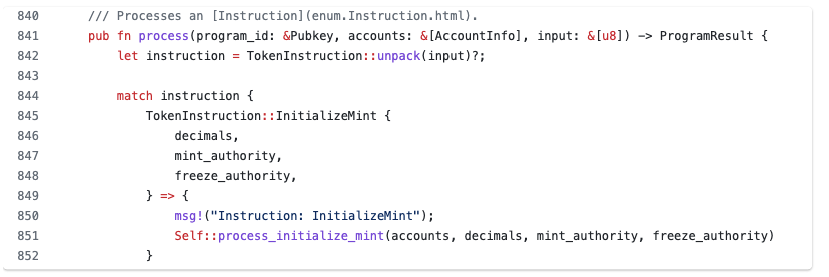 840 /// Processes an [Instruction](enum.Instruction.html).
841 pub fn process(program_id: &Pubkey, accounts: &[AccountInfo], input: &[u8]) -> ProgramResult {
842     let instruction = TokenInstruction::unpack(input)?;
843
844     match instruction {
845         TokenInstruction::InitializeMint {
846             decimals,
847             mint_authority,
848             freeze_authority,
849         } => {
850             msg!("Instruction: InitializeMint");
851             Self::process_initialize_mint(accounts, decimals, mint_authority, freeze_authority)
852         }